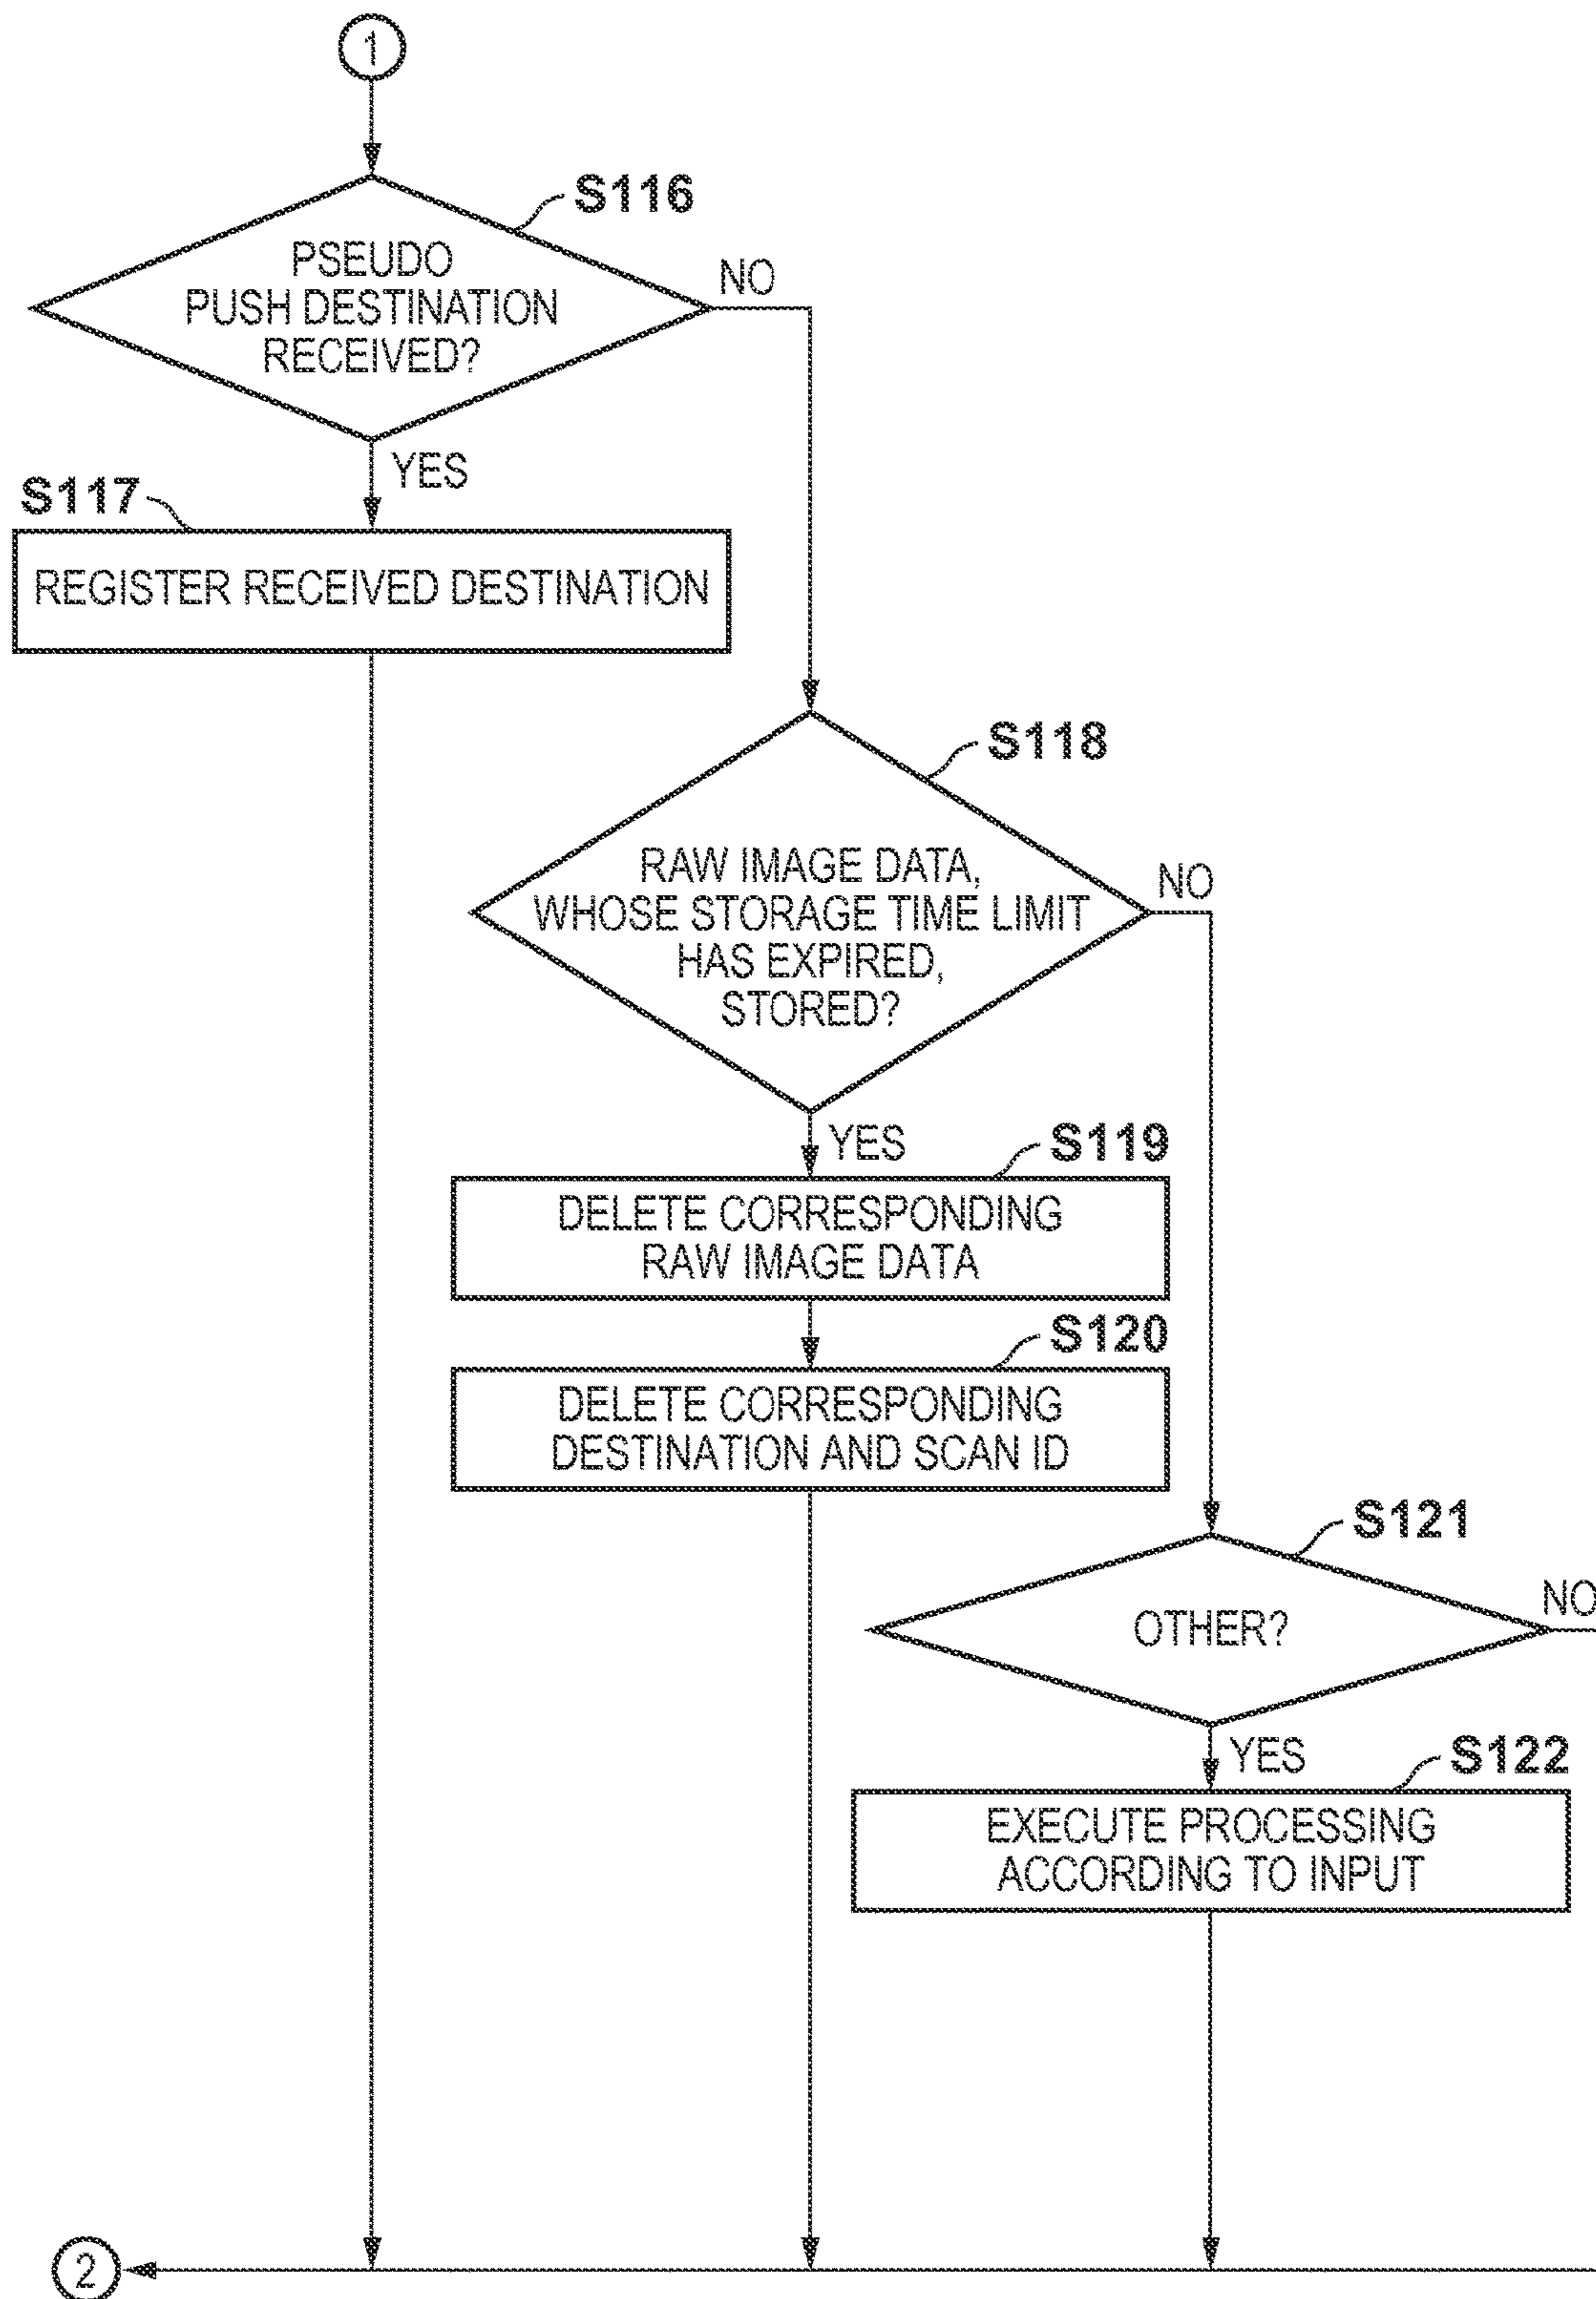 1
S116
PSEUDO
PUSH DESTINATION
RECEIVED?
NO
YES
S117
REGISTER RECEIVED DESTINATION
S118
RAW IMAGE DATA,
WHOSE STORAGE TIME LIMIT
HAS EXPIRED,
STORED?
NO
YES
S119
DELETE CORRESPONDING
RAW IMAGE DATA
S120
DELETE CORRESPONDING
DESTINATION AND SCAN ID
S121
OTHER?
NO
YES
S122
EXECUTE PROCESSING
ACCORDING TO INPUT
2